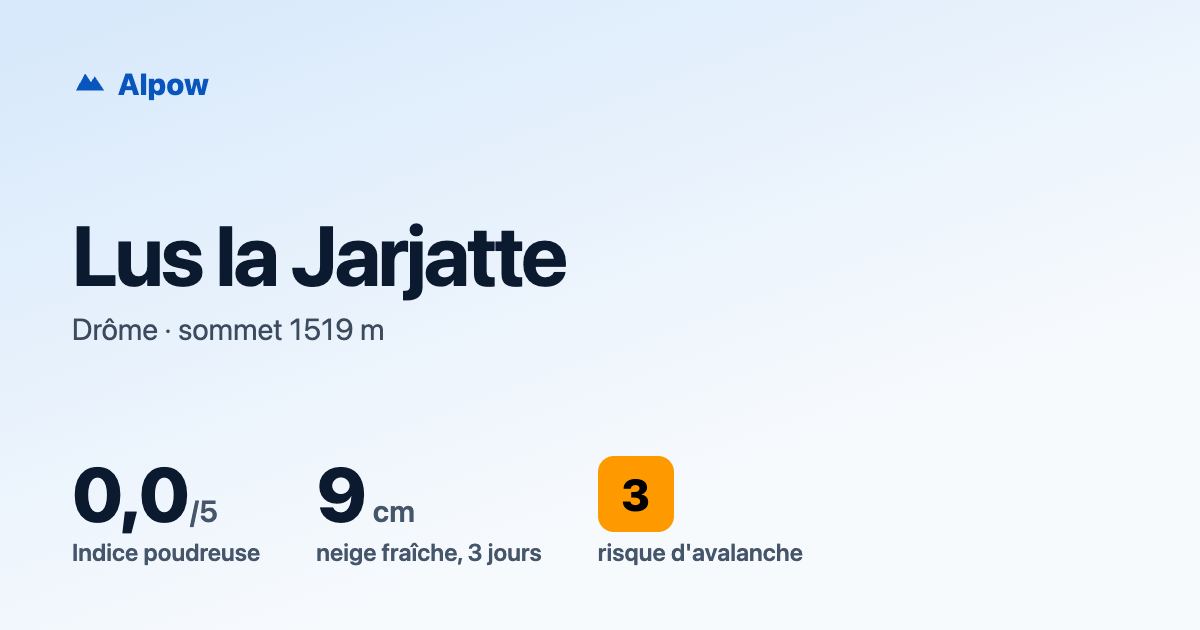 Alpow
Lus la Jarjatte
Drôme · sommet 1519 m
0,0/5
Indice poudreuse
9 cm
neige fraîche, 3 jours
3
risque d'avalanche